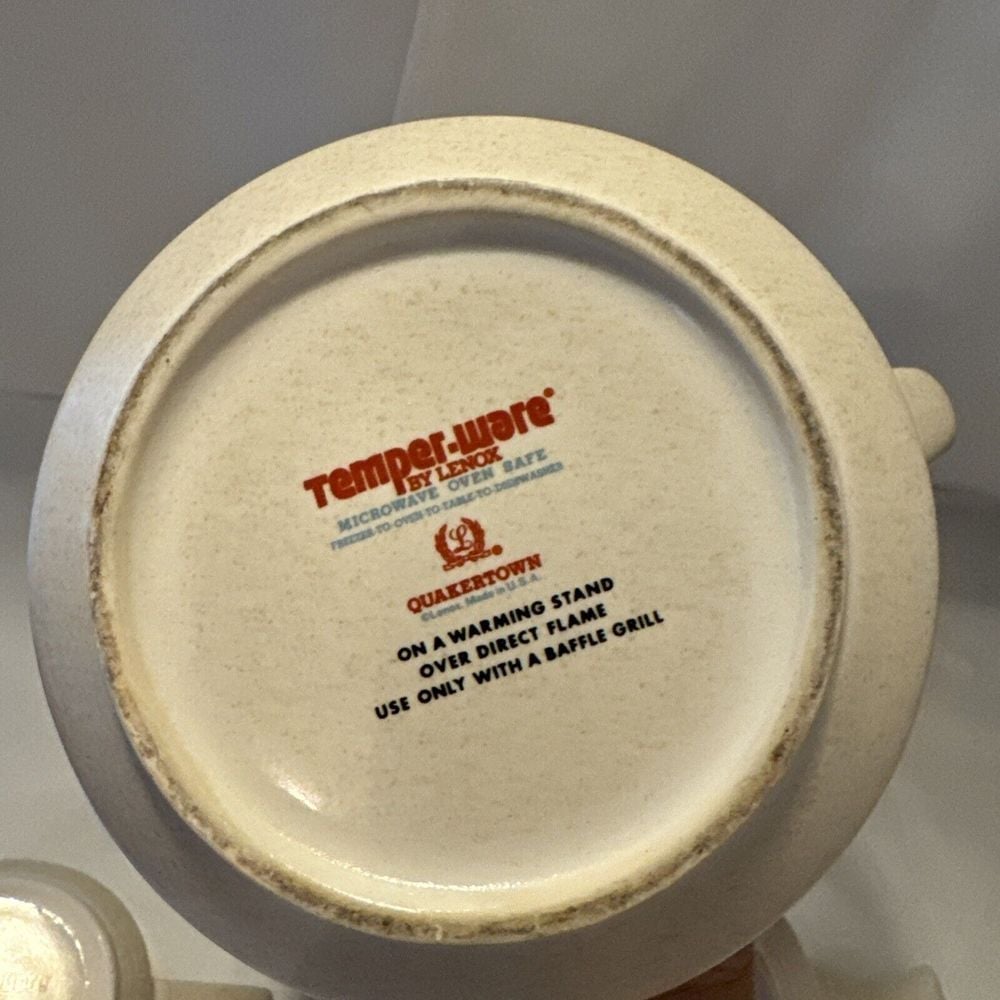 Temper-ware®
BY LENOX
MICROWAVE OVEN SAFE
FREEZER-TO-OVEN-TO-TABLE-TO-DISHWASHER
L
QUAKERTOWN
©Lenox. Made in U.S.A.
ON A WARMING STAND
OVER DIRECT FLAME
USE ONLY WITH A BAFFLE GRILL